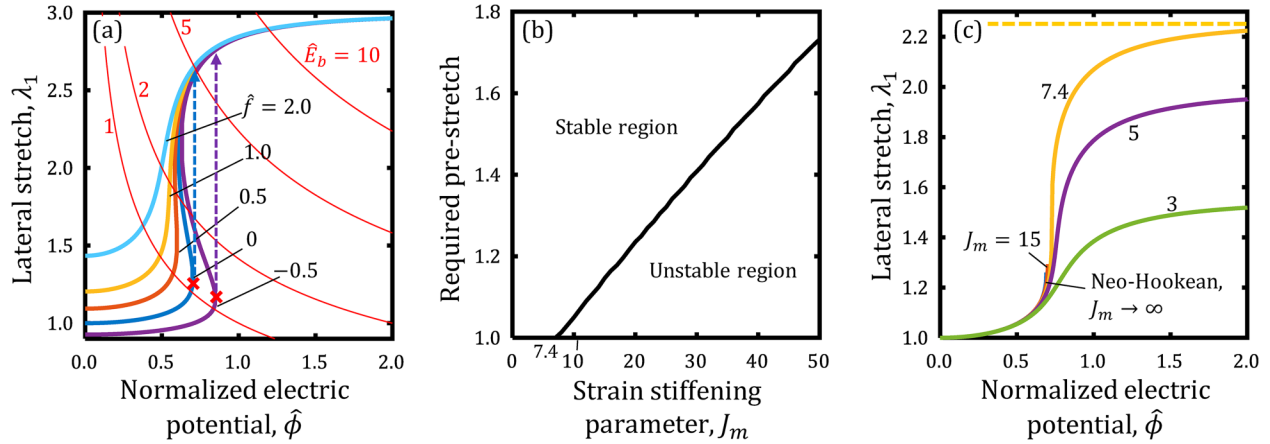 (a)
5
Ê_b = 10
2
1
f̂ = 2.0
1.0
0.5
0
−0.5
3.0
2.5
2.0
1.5
1.0
0.0
0.5
1.0
1.5
2.0
Lateral stretch, λ₁
Normalized electric
potential, ϕ̂
(b)
Stable region
Unstable region
1.8
1.6
1.4
1.2
1.0
0
7.4
10
20
30
40
50
Required pre-stretch
Strain stiffening
parameter, J_m
(c)
7.4
5
3
J_m = 15
Neo-Hookean,
J_m → ∞
2.2
2.0
1.8
1.6
1.4
1.2
1.0
0.0
0.5
1.0
1.5
2.0
Lateral stretch, λ₁
Normalized electric
potential, ϕ̂